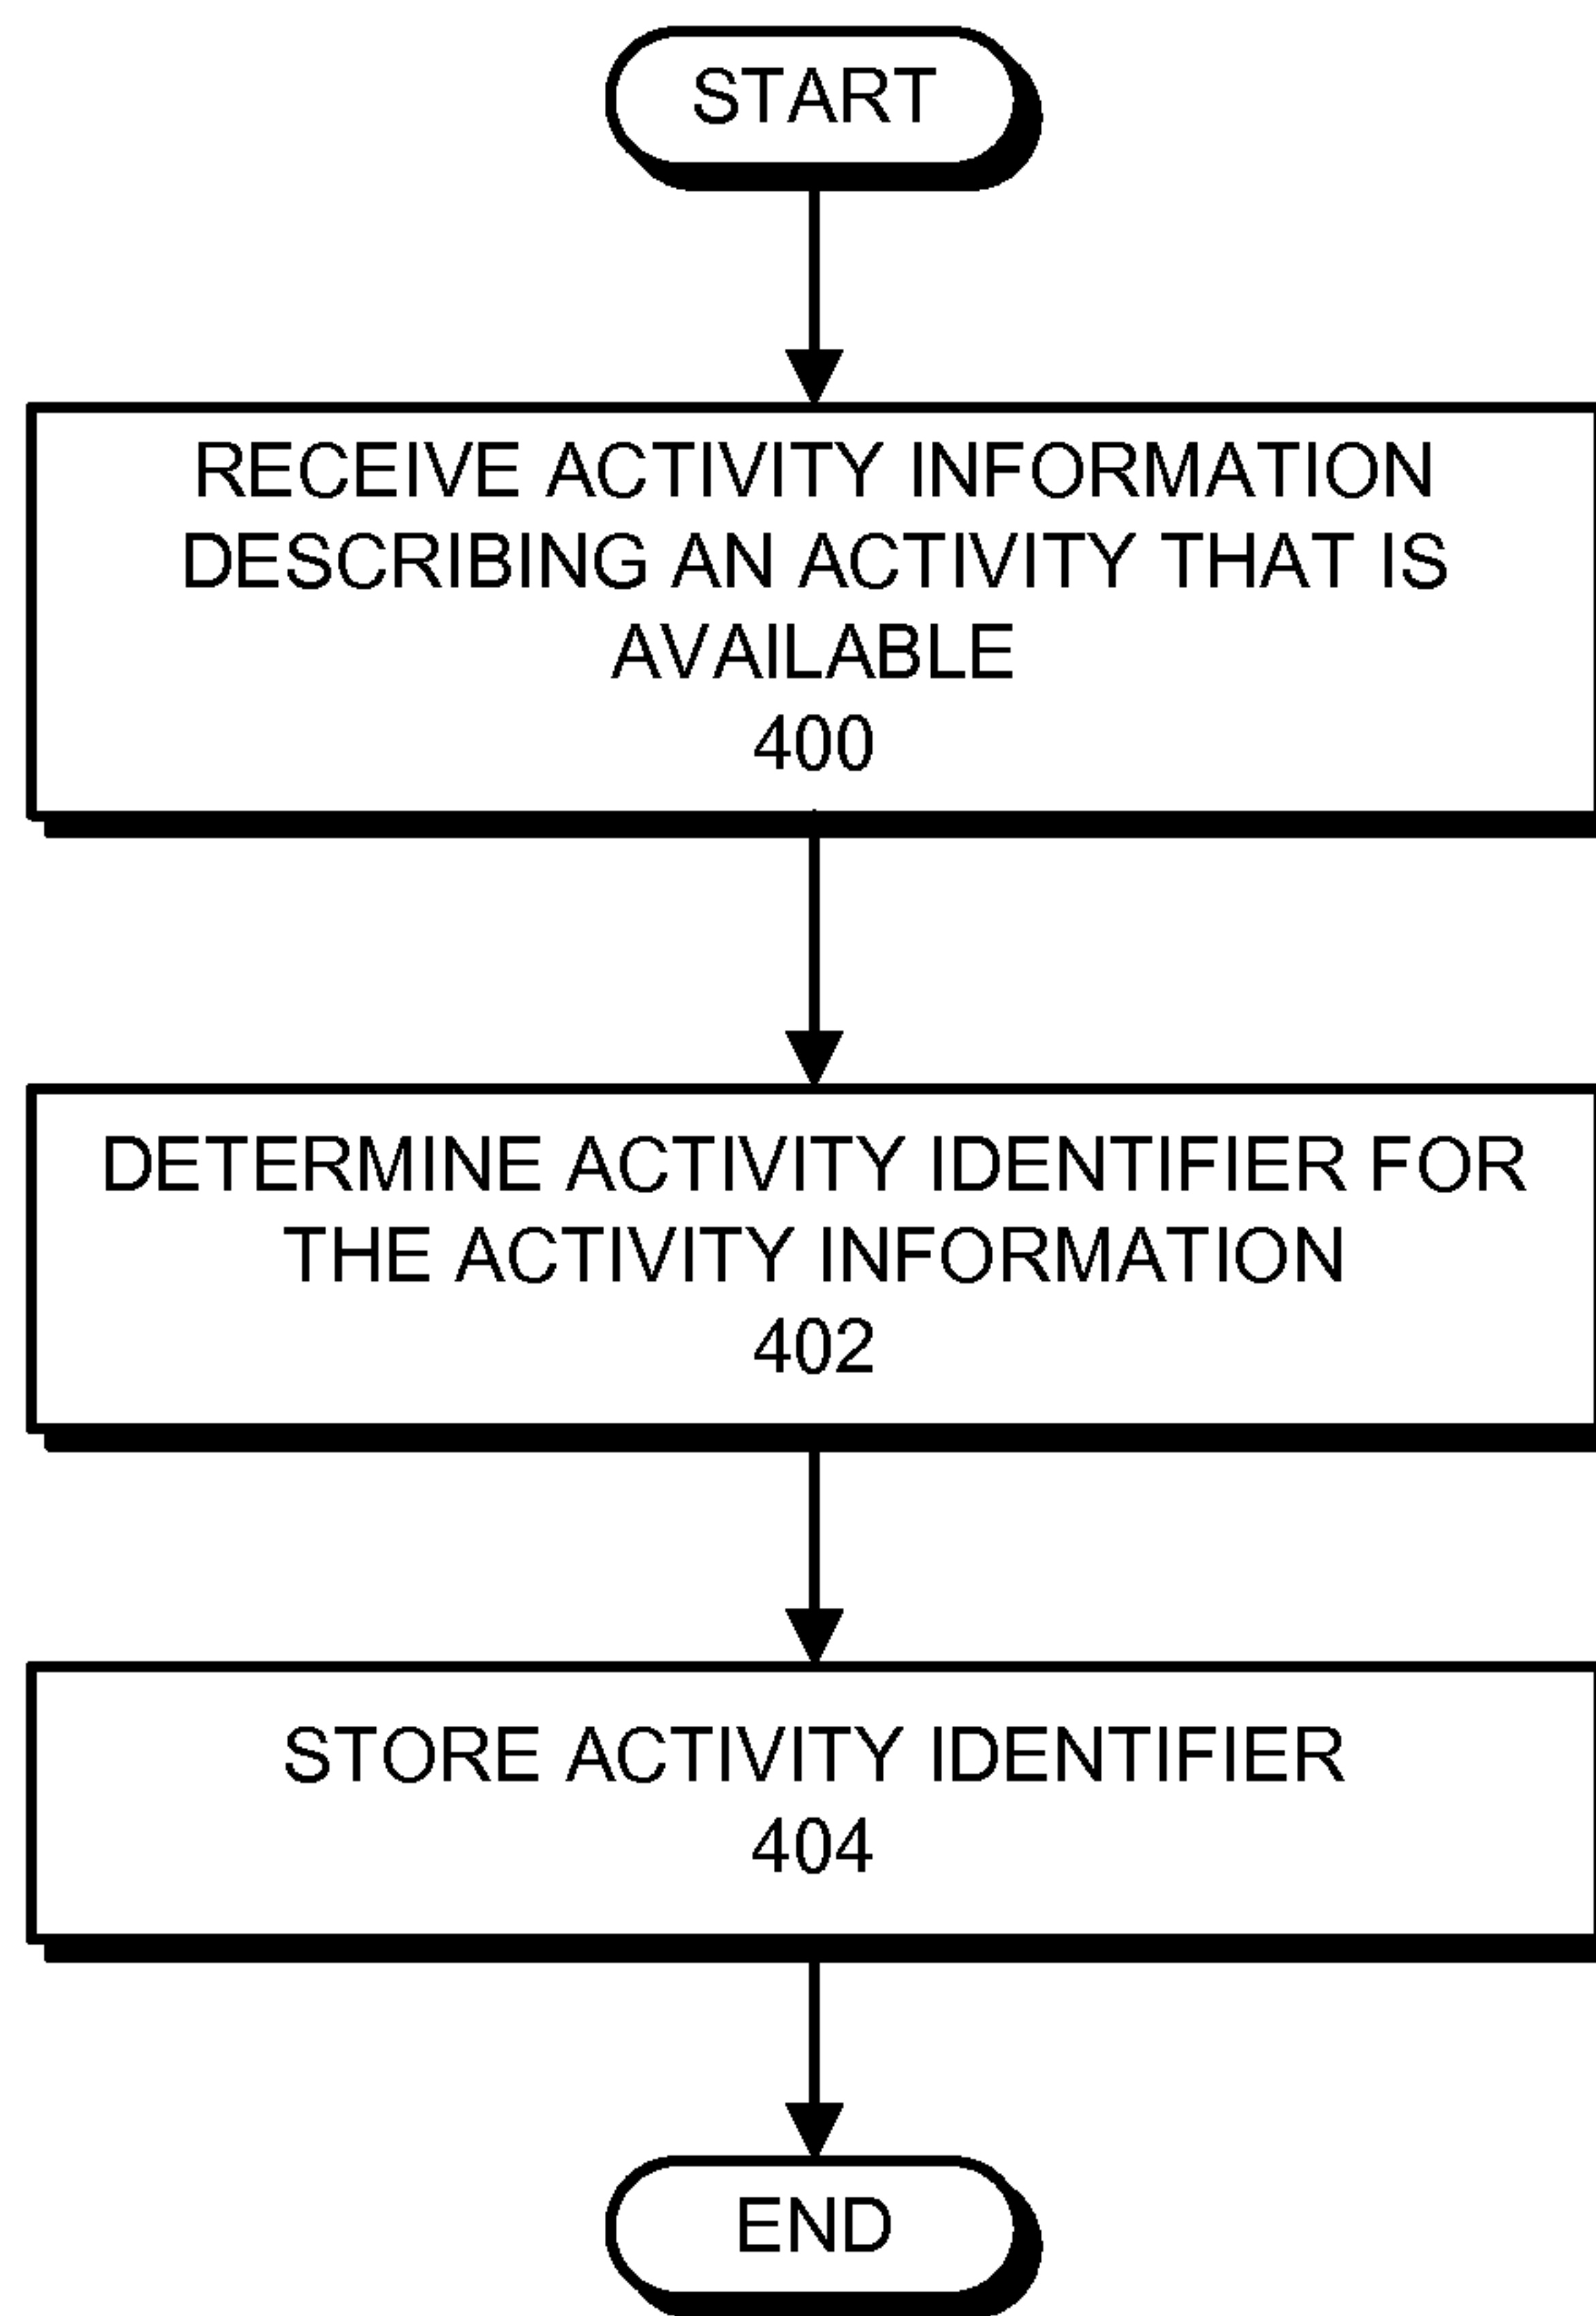 START
RECEIVE ACTIVITY INFORMATION
DESCRIBING AN ACTIVITY THAT IS
AVAILABLE
400
DETERMINE ACTIVITY IDENTIFIER FOR
THE ACTIVITY INFORMATION
402
STORE ACTIVITY IDENTIFIER
404
END